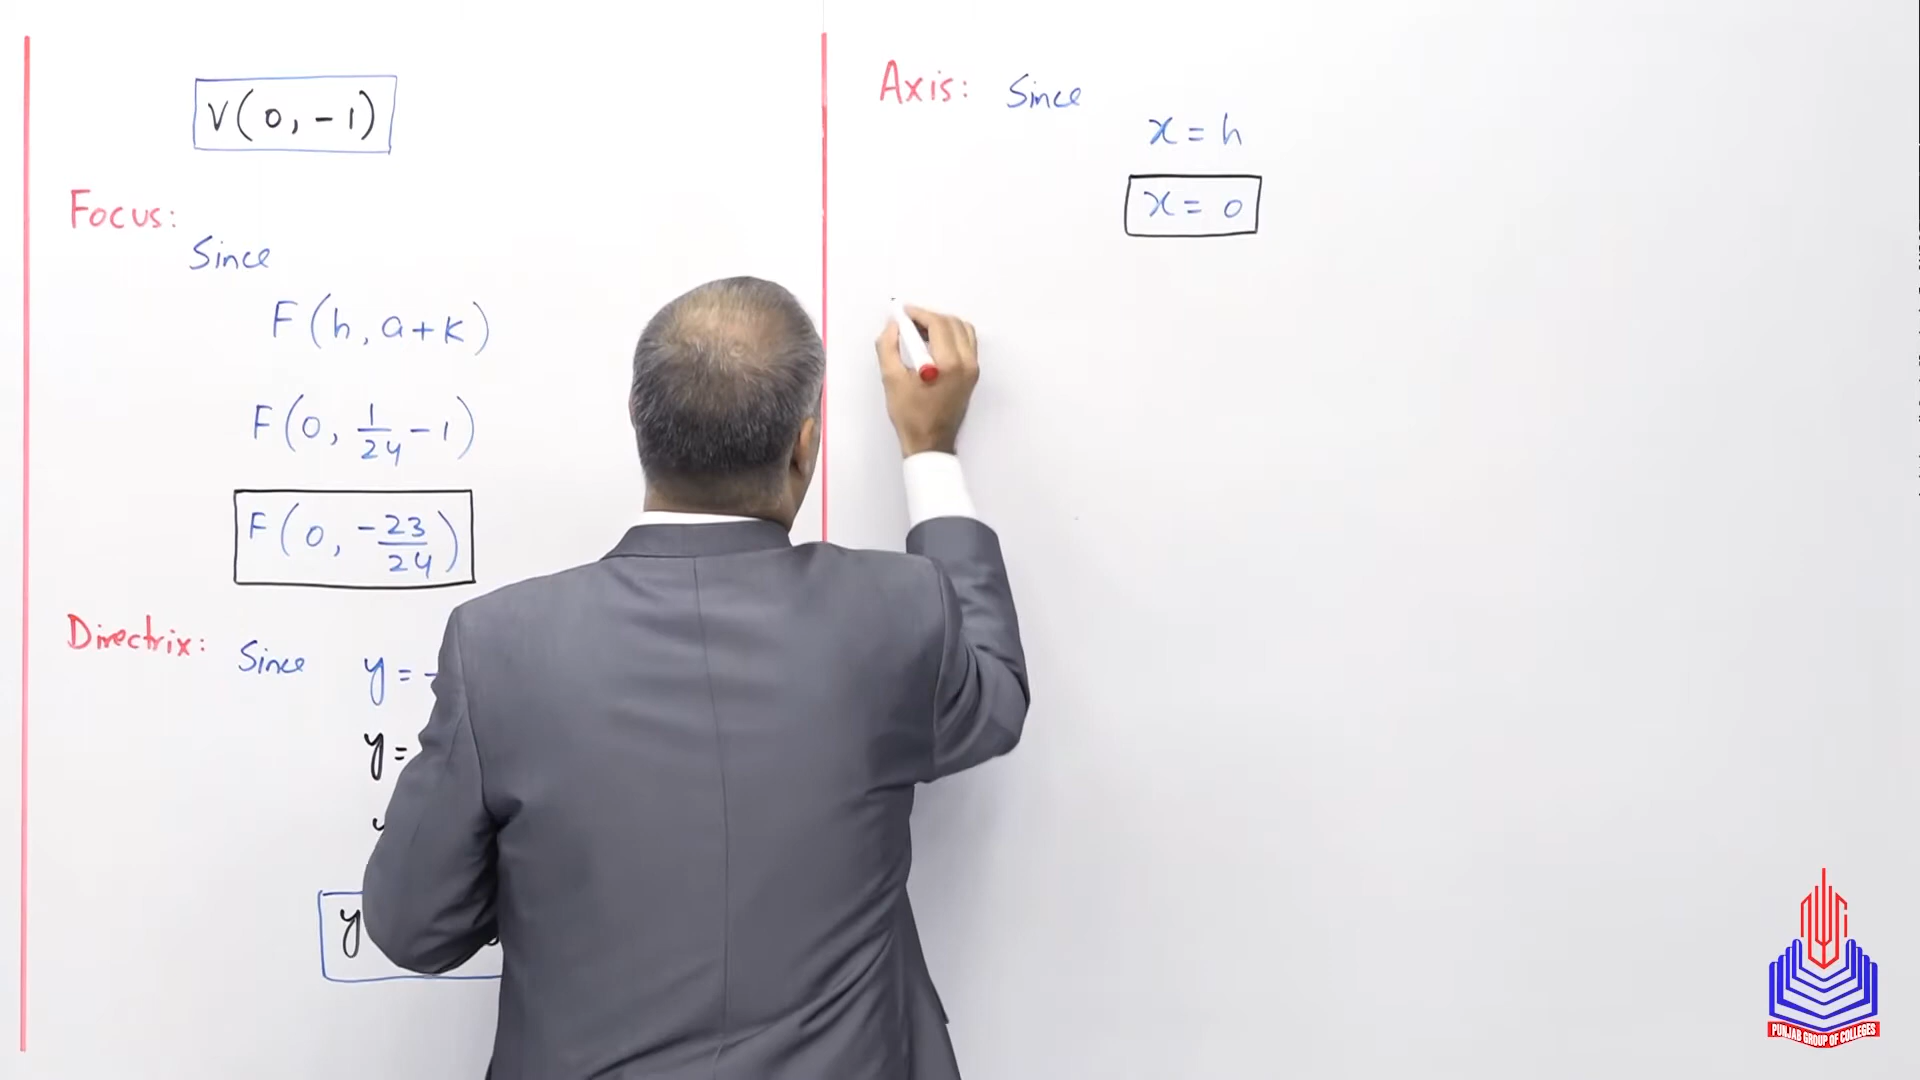 V(0, -1)
Focus:
Since
F(h, a+k)
F(0, 1/24 - 1)
F(0, -23/24)
Directrix: Since y = -
y =
y
Axis: Since
x = h
x = 0
PUNJAB GROUP OF COLLEGES